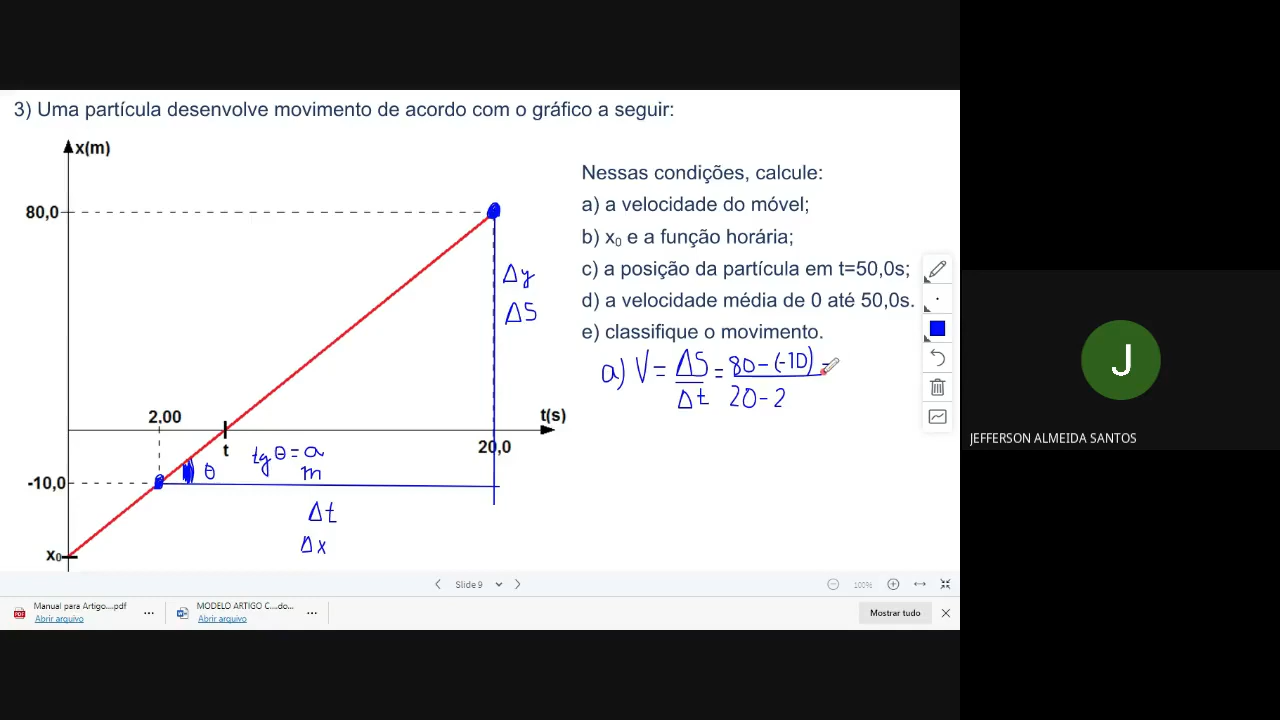 3) Uma partícula desenvolve movimento de acordo com o gráfico a seguir:
x(m)
80,0
2,00
t
t(s)
20,0
-10,0
x₀
Δy
ΔS
tg θ = a
m
θ
Δt
Δx
Nessas condições, calcule:
a) a velocidade do móvel;
b) x₀ e a função horária;
c) a posição da partícula em t=50,0s;
d) a velocidade média de 0 até 50,0s.
e) classifique o movimento.
a) V = ΔS/Δt = 80 - (-10)/20 - 2 =
J
JEFFERSON ALMEIDA SANTOS
Slide 9
100%
Manual para Artigo....pdf
Abrir arquivo
MODELO ARTIGO C....do...
Abrir arquivo
Mostrar tudo
PDF